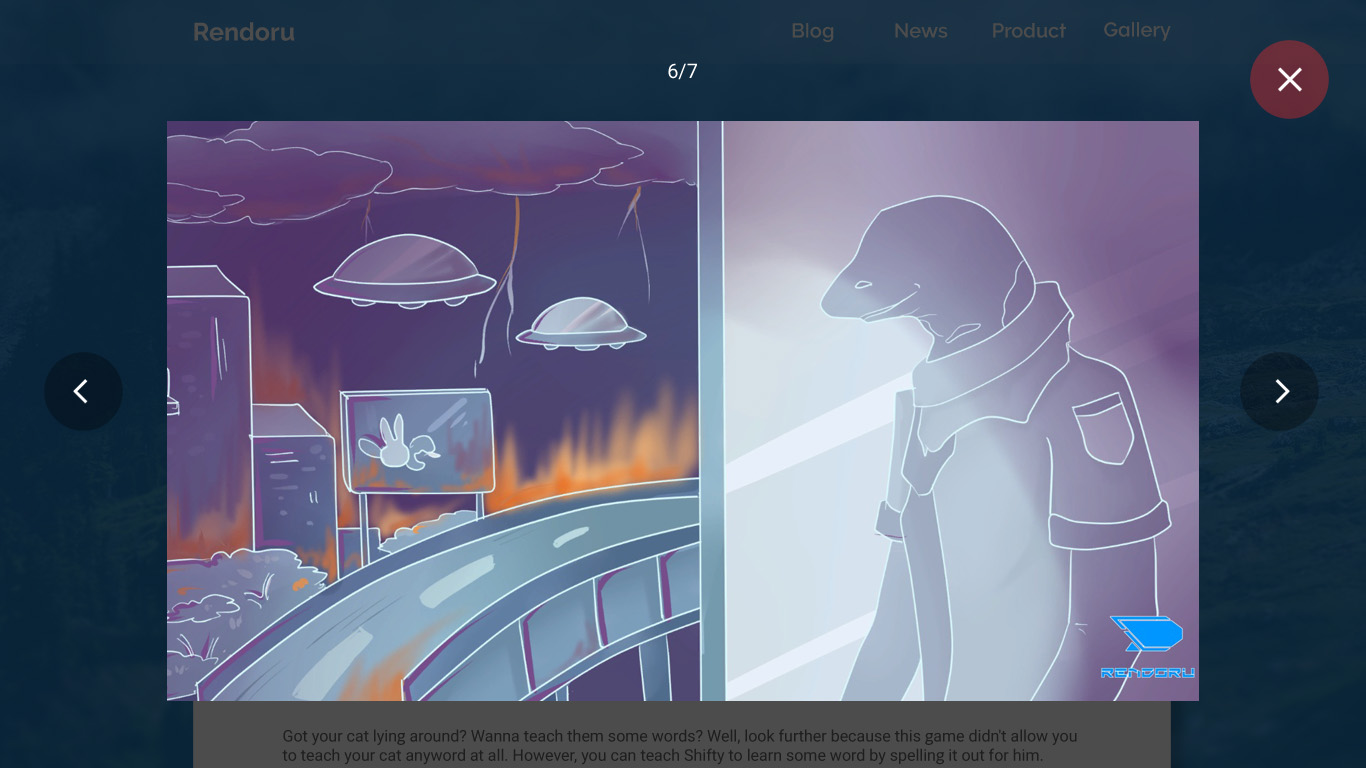 Rendoru
Blog
News
Product
Gallery
6/7
RENDORU
Got your cat lying around? Wanna teach them some words? Well, look further because this game didn't allow you
to teach your cat anyword at all. However, you can teach Shifty to learn some word by spelling it out for him.